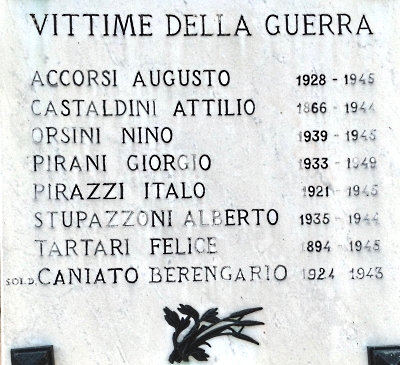 VITTIME DELLA GUERRA
ACCORSI AUGUSTO 1928 - 1945
CASTALDINI ATTILIO 1866 - 1944
ORSINI NINO 1939 - 1945
PIRANI GIORGIO 1933 - 1949
PIRAZZI ITALO 1921 - 1945
STUPAZZONI ALBERTO 1935 - 1944
TARTARI FELICE 1894 - 1945
SOLD. CANIATO BERENGARIO 1924 1943